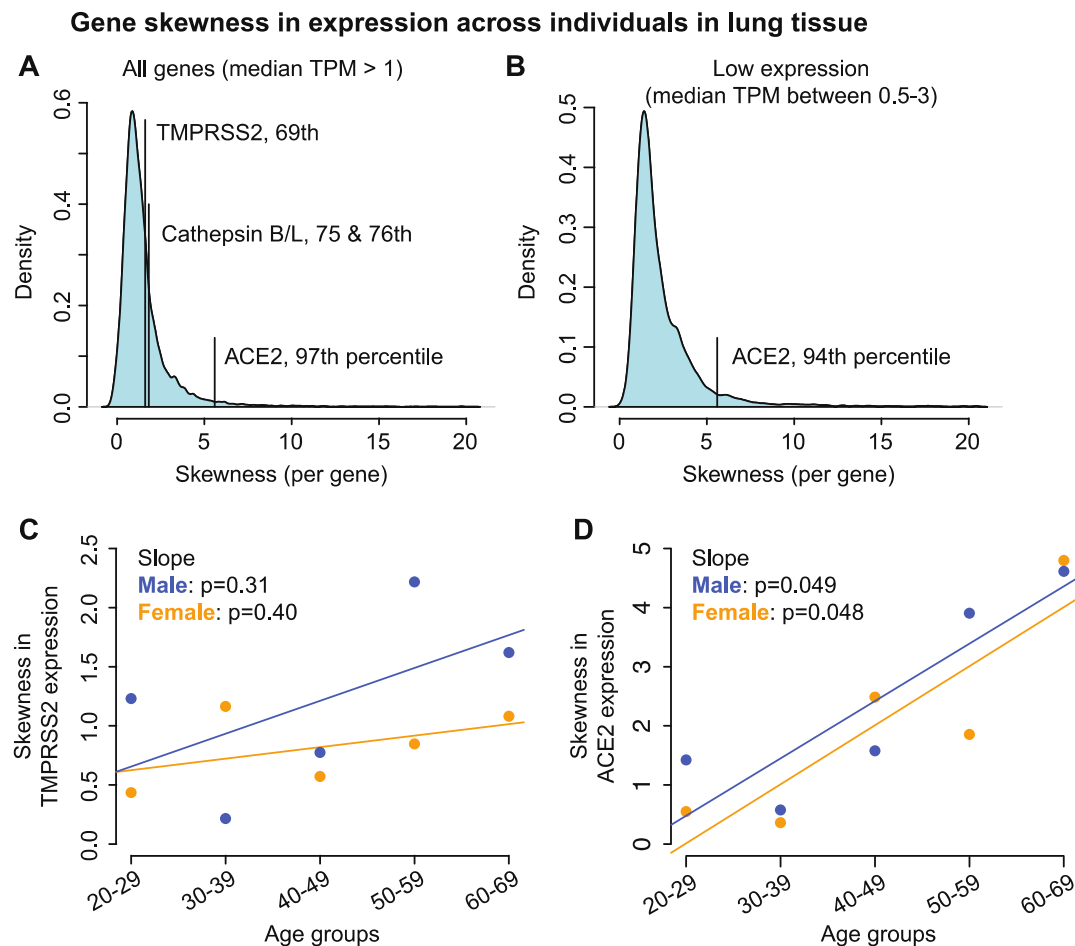 Gene skewness in expression across individuals in lung tissue
A
All genes (median TPM > 1)
0.6
0.4
0.2
0.0
Density
TMPRSS2, 69th
Cathepsin B/L, 75 & 76th
ACE2, 97th percentile
0 5 10 15 20
Skewness (per gene)
B
Low expression
(median TPM between 0.5-3)
0.5
0.4
0.3
0.2
0.1
0.0
Density
ACE2, 94th percentile
0 5 10 15 20
Skewness (per gene)
C
Slope
Male: p=0.31
Female: p=0.40
2.5
2.0
1.5
1.0
0.5
0.0
Skewness in
TMPRSS2 expression
20-29 30-39 40-49 50-59 60-69
Age groups
D
Slope
Male: p=0.049
Female: p=0.048
5
4
3
2
1
0
Skewness in
ACE2 expression
20-29 30-39 40-49 50-59 60-69
Age groups